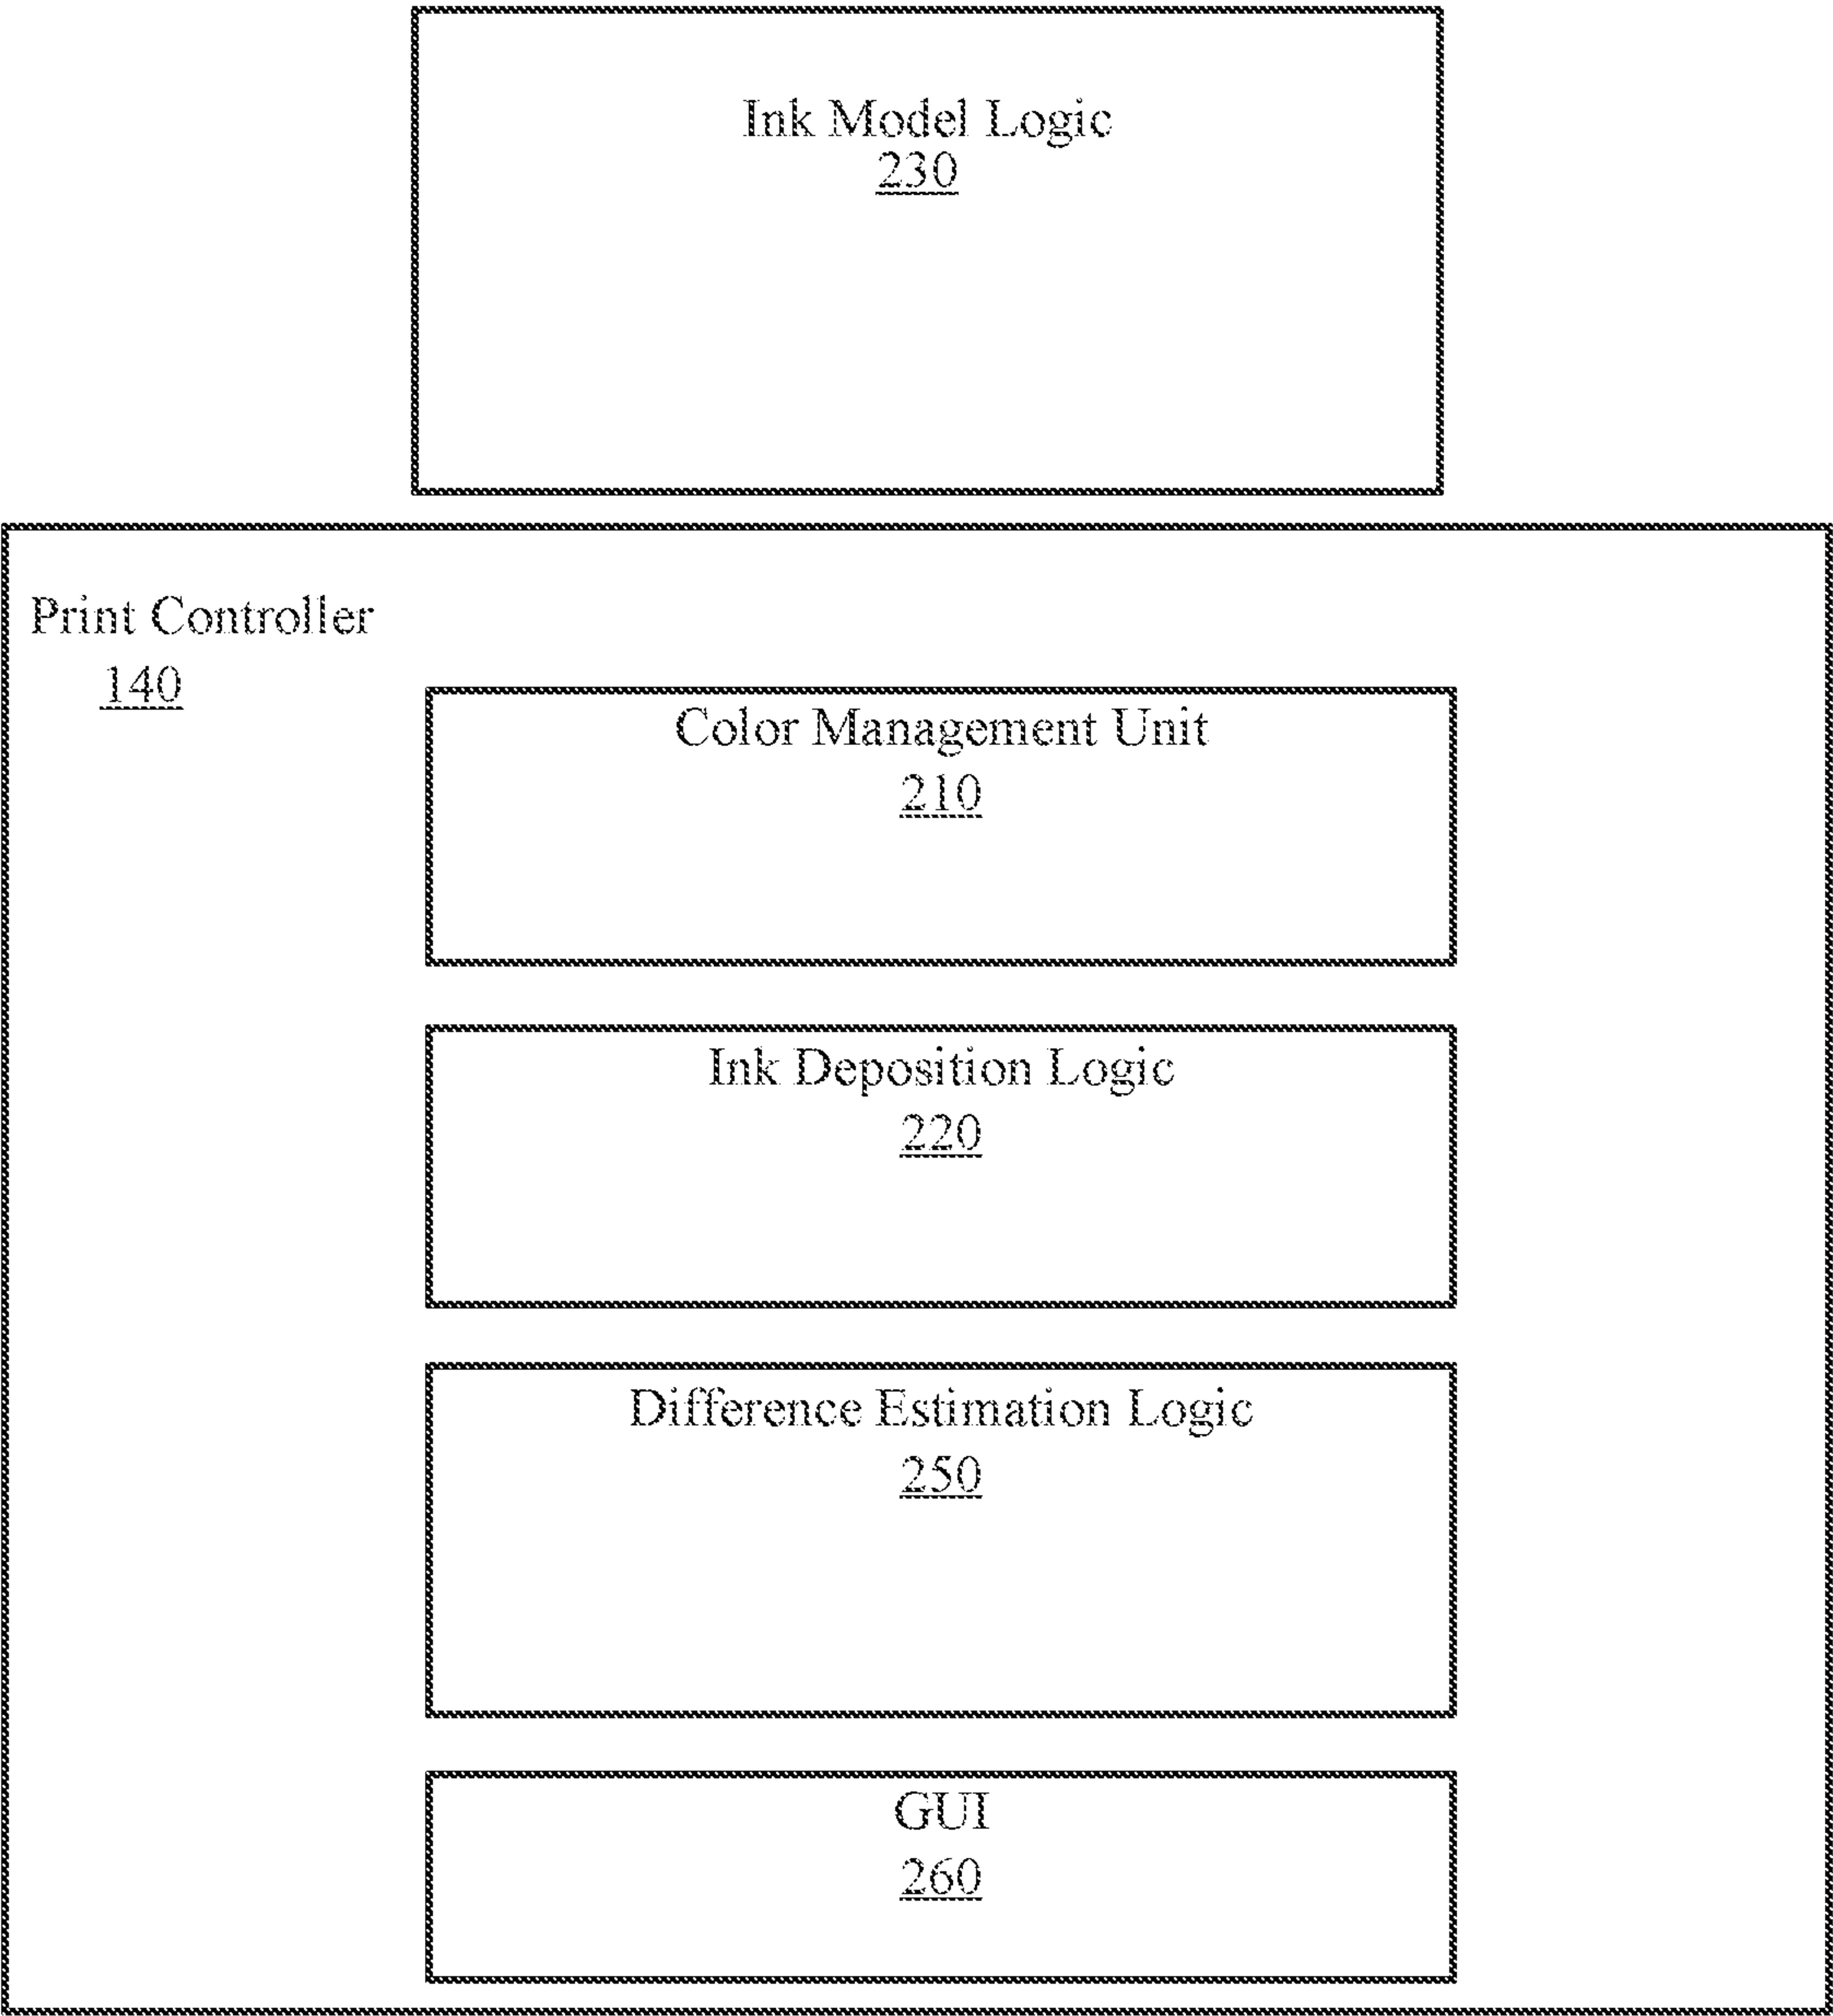 Ink Model Logic
230
Print Controller
140
Color Management Unit
210
Ink Deposition Logic
220
Difference Estimation Logic
250
GUI
260